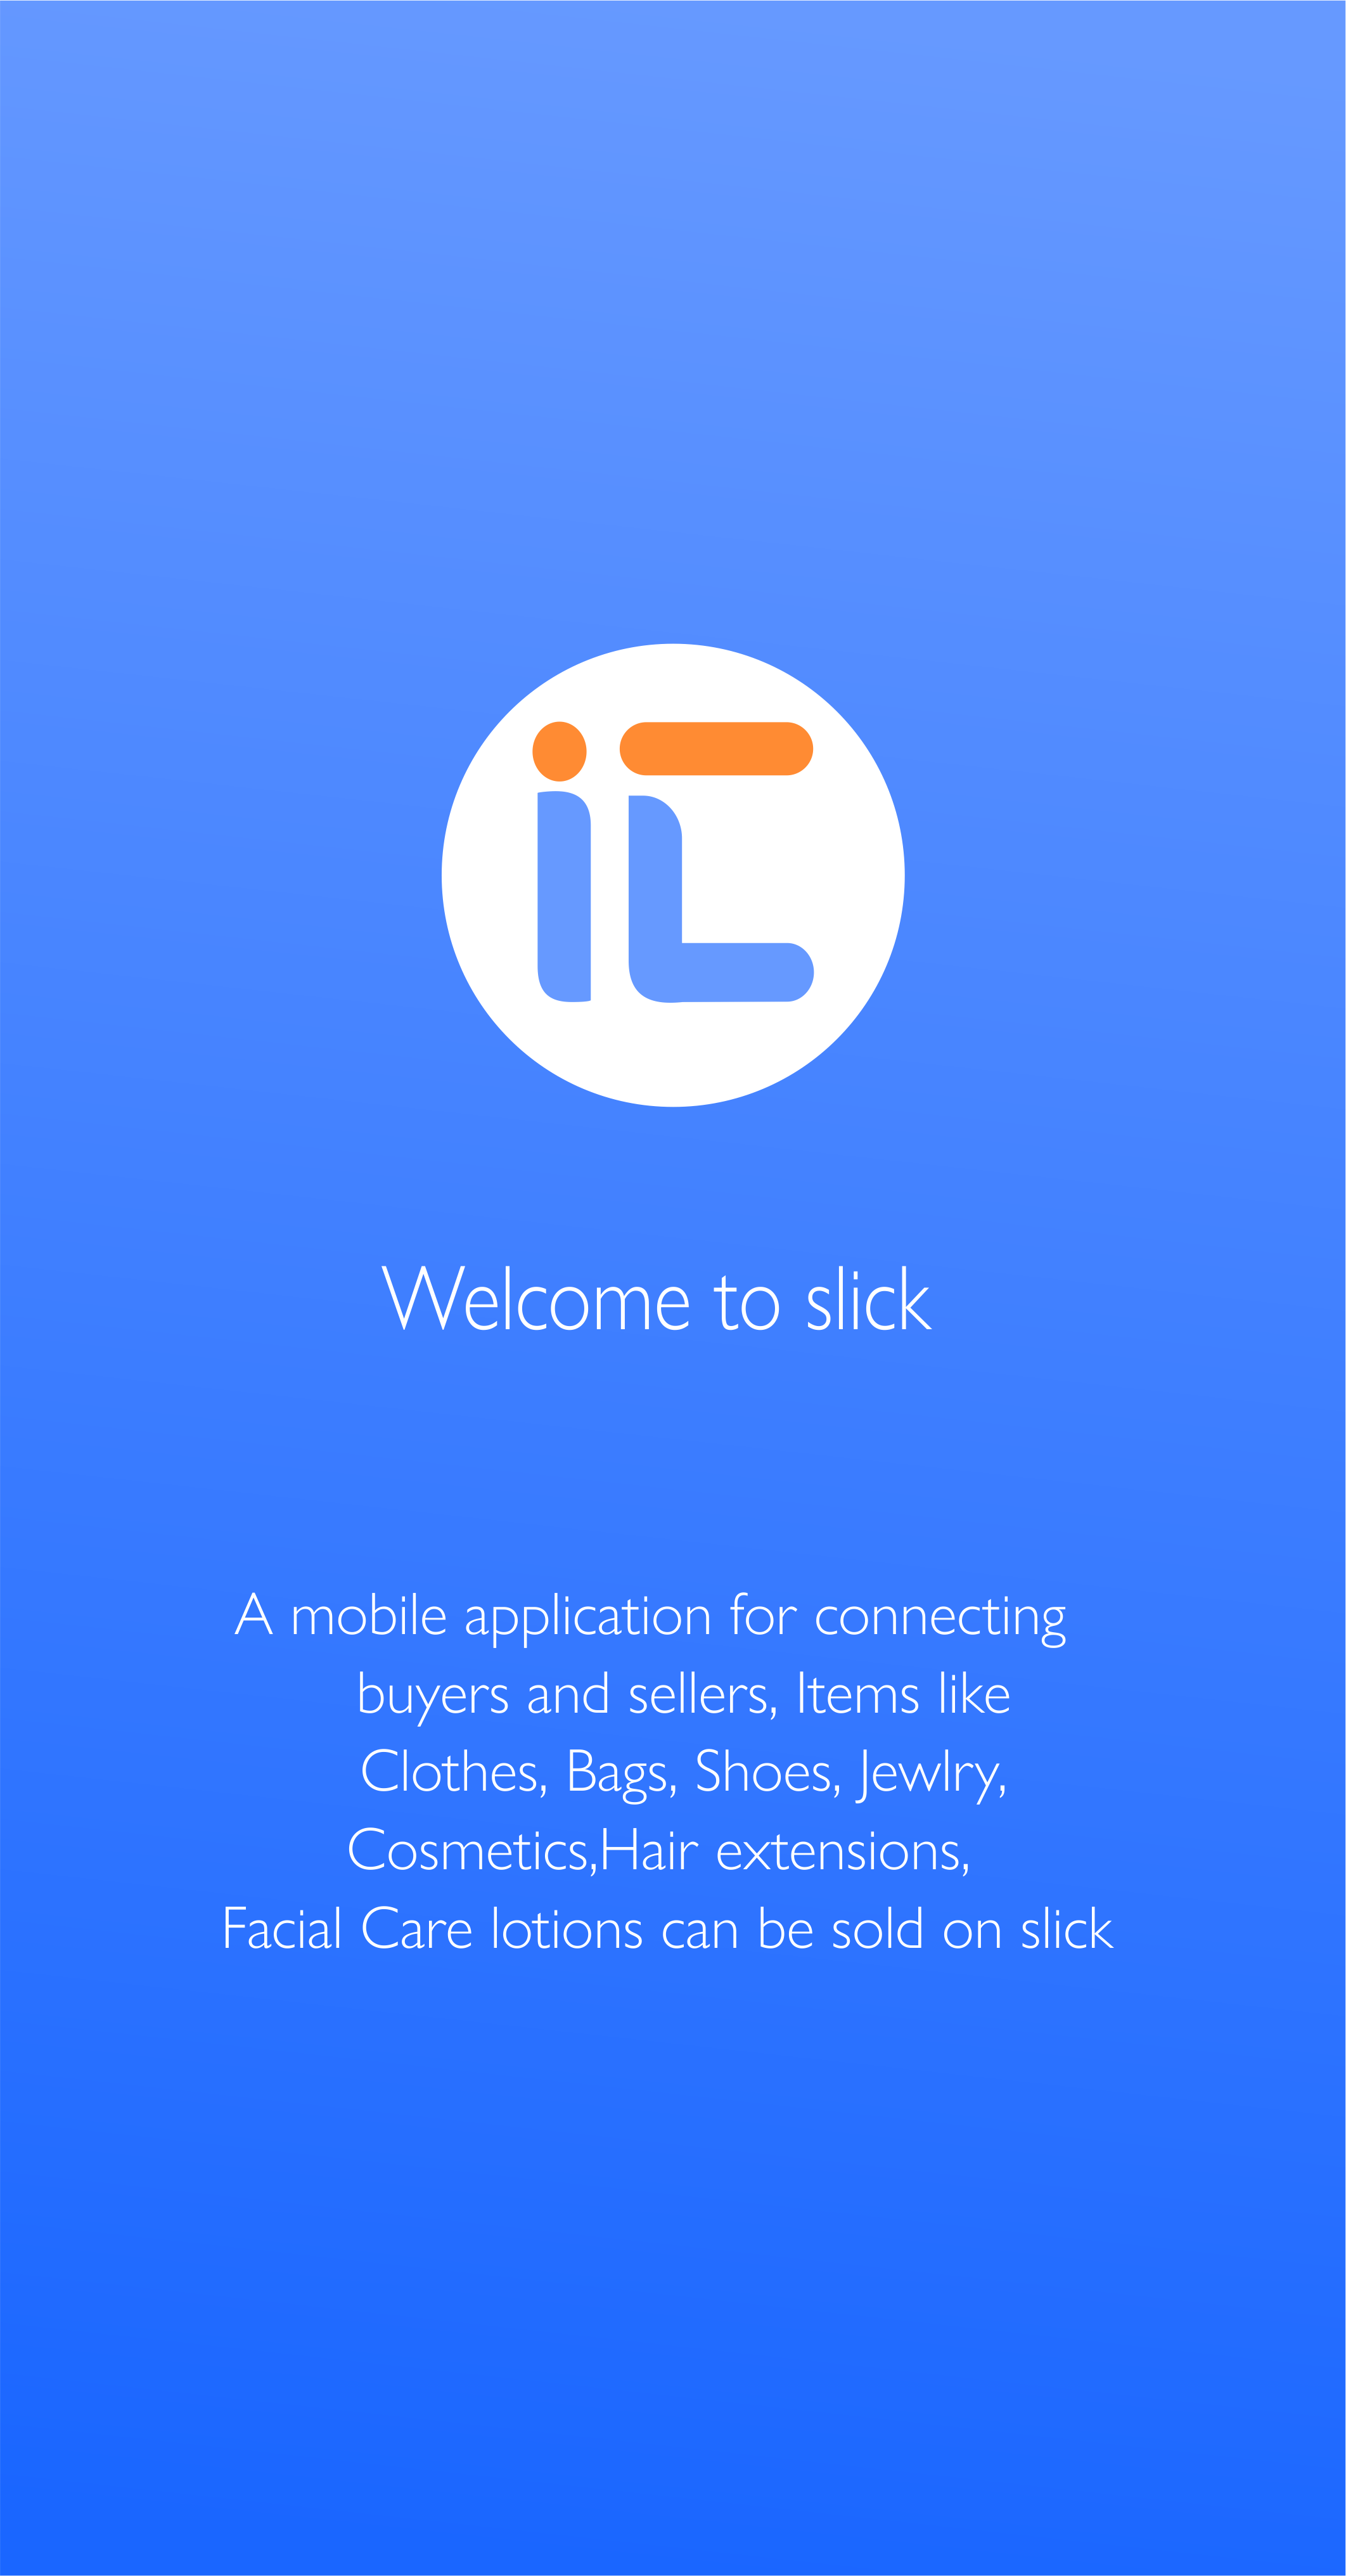 Welcome to slick
A mobile application for connecting
buyers and sellers, Items like
Clothes, Bags, Shoes, Jewlry,
Cosmetics,Hair extensions,
Facial Care lotions can be sold on slick